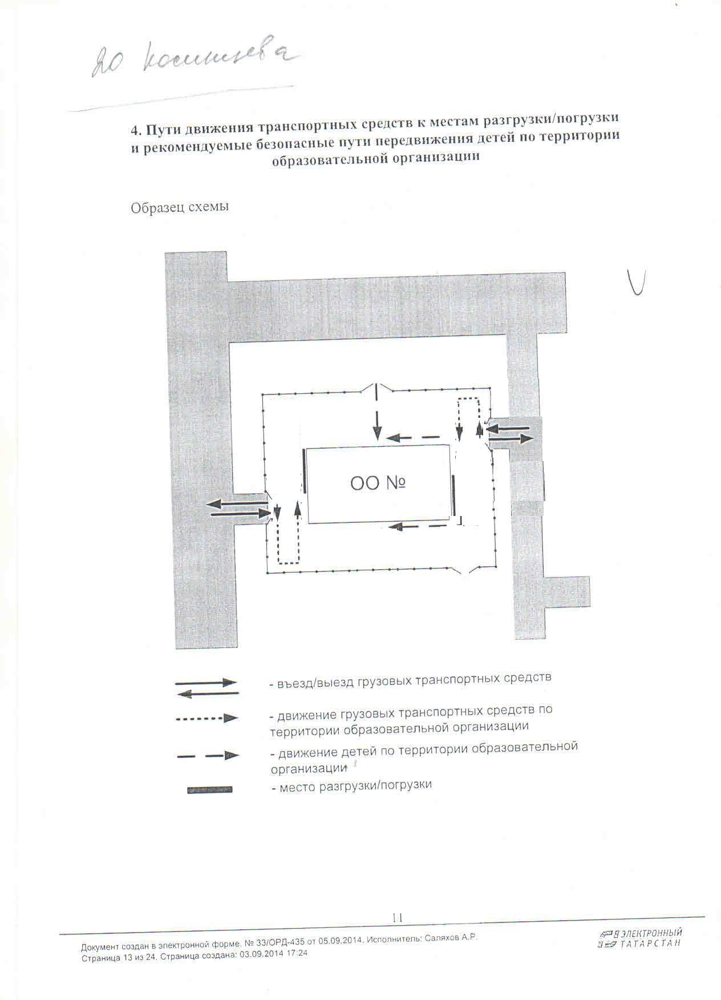 4. Пути движения транспортных средств к местам разгрузки/погрузки
и рекомендуемые безопасные пути передвижения детей по территории
образовательной организации
Образец схемы
ОО №
- въезд/выезд грузовых транспортных средств
- движение грузовых транспортных средств по
территории образовательной организации
- движение детей по территории образовательной
организации
- место разгрузки/погрузки
11
Документ создан в электронной форме. № 33/ОРД-435 от 05.09.2014. Исполнитель: Саляхов А.Р.
Страница 13 из 24. Страница создана: 03.09.2014 17:24
ЭЛЕКТРОННЫЙ
ТАТАРСТАН